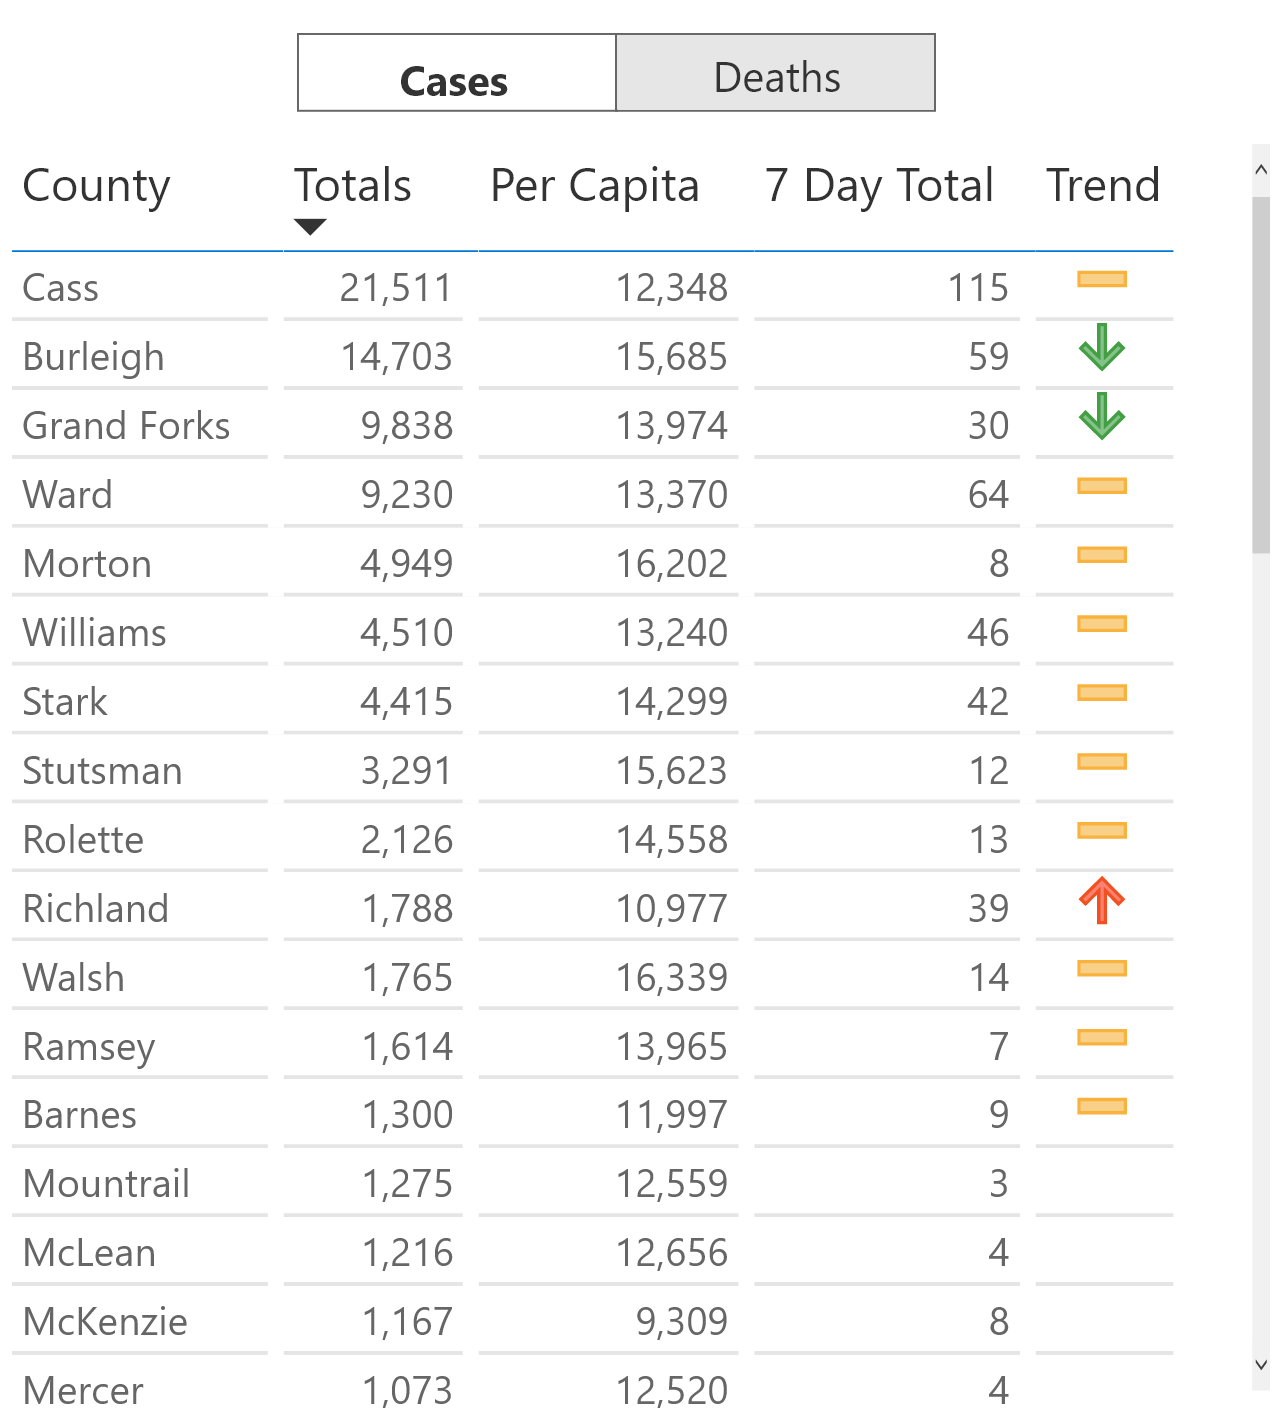 Cases Deaths
County Totals Per Capita 7 Day Total Trend
Cass 21,511 12,348 115
Burleigh 14,703 15,685 59
Grand Forks 9,838 13,974 30
Ward 9,230 13,370 64
Morton 4,949 16,202 8
Williams 4,510 13,240 46
Stark 4,415 14,299 42
Stutsman 3,291 15,623 12
Rolette 2,126 14,558 13
Richland 1,788 10,977 39
Walsh 1,765 16,339 14
Ramsey 1,614 13,965 7
Barnes 1,300 11,997 9
Mountrail 1,275 12,559 3
McLean 1,216 12,656 4
McKenzie 1,167 9,309 8
Mercer 1,073 12,520 4